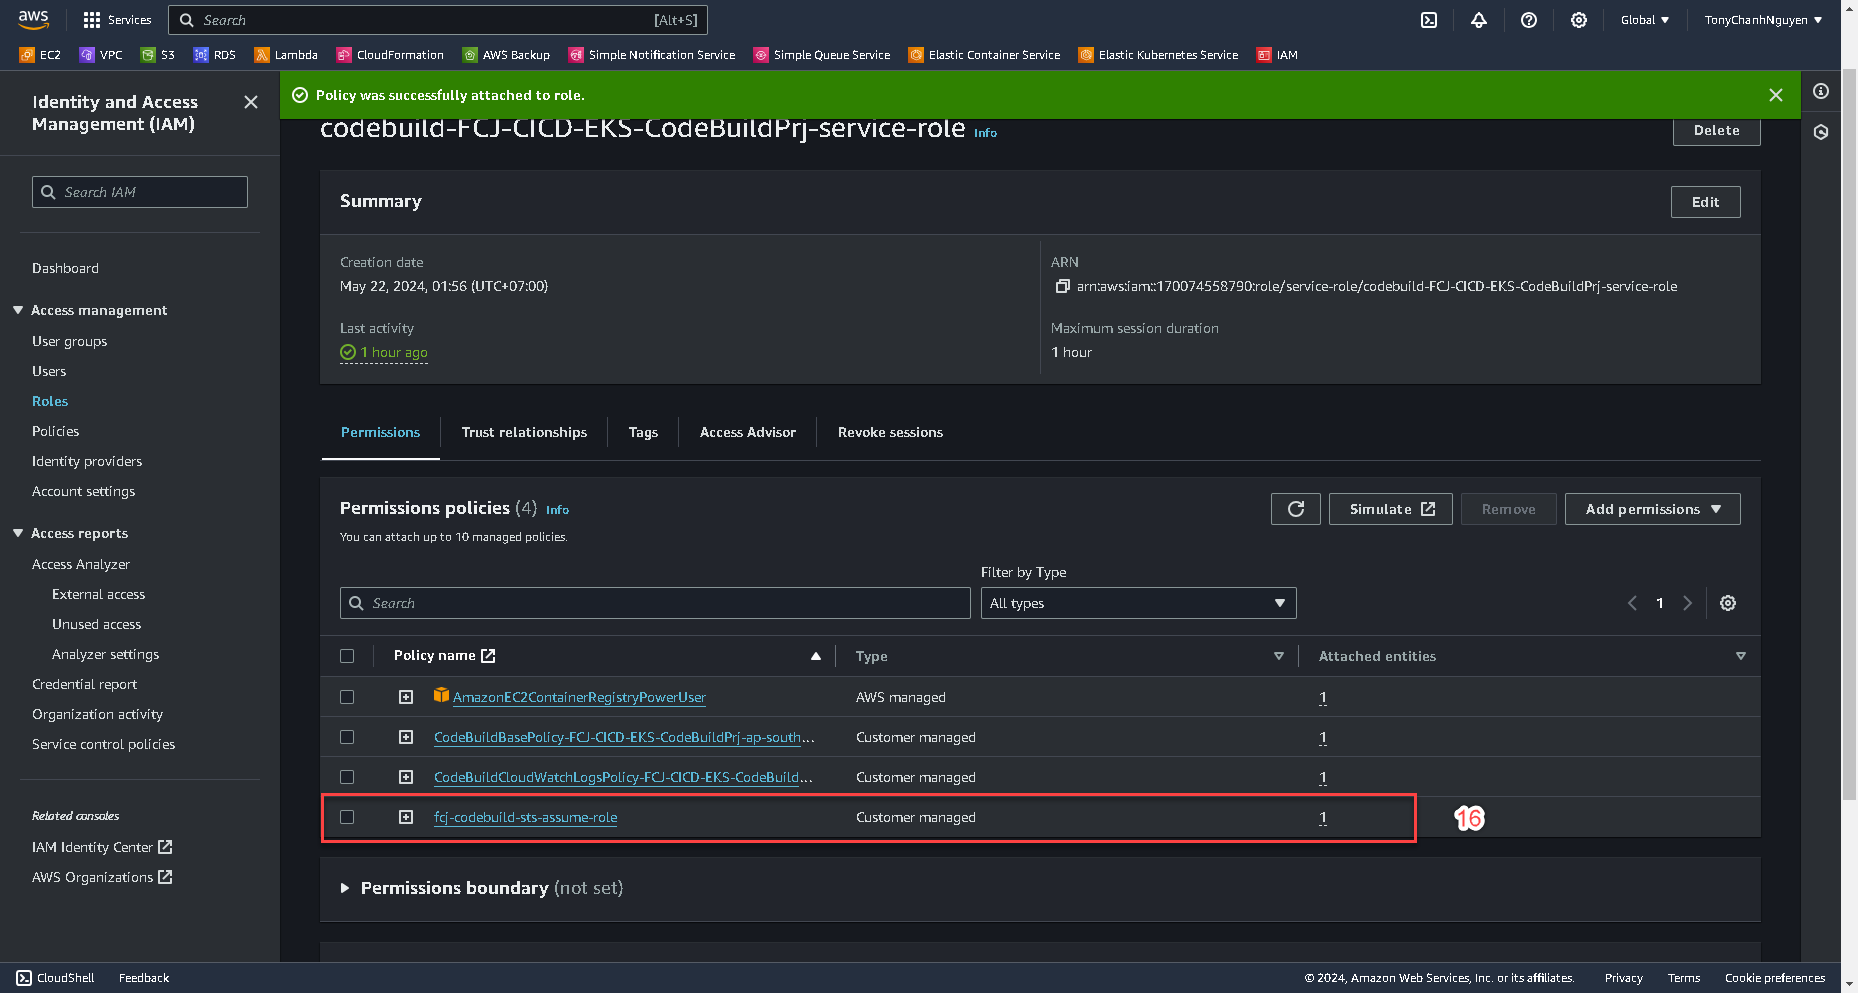 aws
Services
Search
[Alt+S]
Global ▼
TonyChanhNguyen ▼
EC2
VPC
S3
RDS
Lambda
CloudFormation
AWS Backup
Simple Notification Service
Simple Queue Service
Elastic Container Service
Elastic Kubernetes Service
IAM
Identity and Access
Management (IAM)
Search IAM
Dashboard
Access management
User groups
Users
Roles
Policies
Identity providers
Account settings
Access reports
Access Analyzer
External access
Unused access
Analyzer settings
Credential report
Organization activity
Service control policies
Related consoles
IAM Identity Center
AWS Organizations
Policy was successfully attached to role.
codebuild-FCJ-CICD-EKS-CodeBuildPrj-service-role Info
Delete
Summary
Edit
Creation date
May 22, 2024, 01:56 (UTC+07:00)
ARN
arn:aws:iam::170074558790:role/service-role/codebuild-FCJ-CICD-EKS-CodeBuildPrj-service-role
Last activity
1 hour ago
Maximum session duration
1 hour
Permissions
Trust relationships
Tags
Access Advisor
Revoke sessions
Permissions policies (4) Info
You can attach up to 10 managed policies.
Simulate
Remove
Add permissions ▼
Filter by Type
Search
All types
1
Policy name
Type
Attached entities
AmazonEC2ContainerRegistryPowerUser AWS managed 1
CodeBuildBasePolicy-FCJ-CICD-EKS-CodeBuildPrj-ap-south... Customer managed 1
CodeBuildCloudWatchLogsPolicy-FCJ-CICD-EKS-CodeBuild... Customer managed 1
fcj-codebuild-sts-assume-role Customer managed 1
16
Permissions boundary (not set)
CloudShell
Feedback
© 2024, Amazon Web Services, Inc. or its affiliates.
Privacy
Terms
Cookie preferences